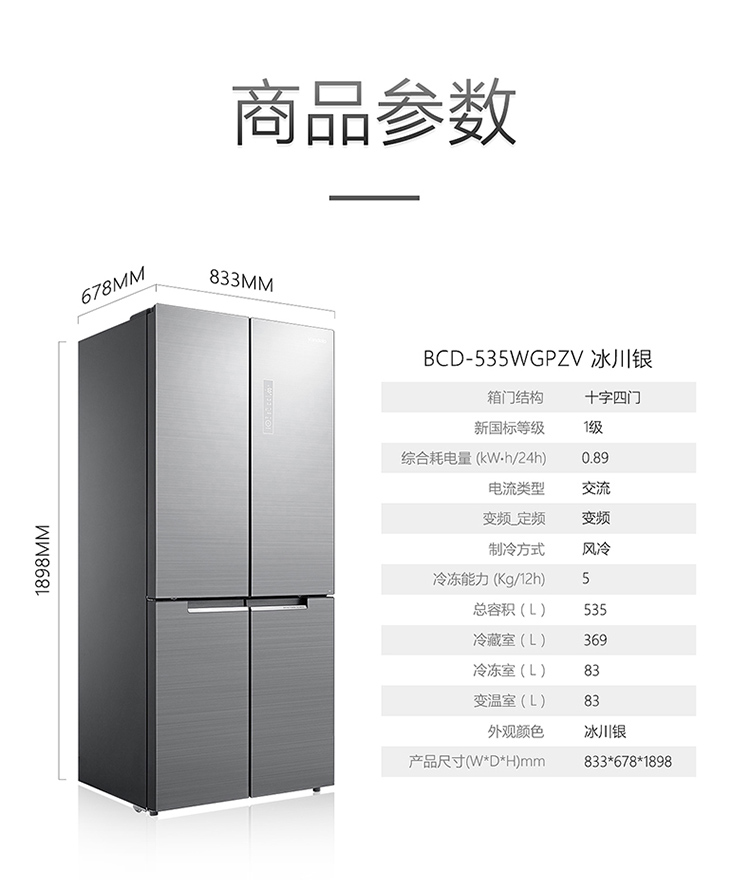 商品参数
678MM
833MM
1898MM
BCD-535WGPZV 冰川银
箱门结构 十字四门
新国标等级 1级
综合耗电量 (kW·h/24h) 0.89
电流类型 交流
变频_定频 变频
制冷方式 风冷
冷冻能力 (Kg/12h) 5
总容积 ( L ) 535
冷藏室 ( L ) 369
冷冻室 ( L ) 83
变温室 ( L ) 83
外观颜色 冰川银
产品尺寸(W*D*H)mm 833*678*1898